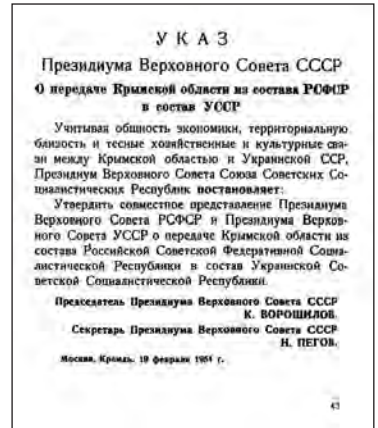 УКАЗ
Президиума Верховного Совета СССР
О передаче Крымской области из состава РСФСР
в состав УССР
Учитывая общность экономики, территориальную
близость и тесные хозяйственные и культурные свя-
зи между Крымской областью и Украинской ССР,
Президиум Верховного Совета Союза Советских Со-
циалистических Республик постановляет:
Утвердить совместное представление Президиума
Верховного Совета РСФСР и Президиума Верхов-
ного Совета УССР о передаче Крымской области из
состава Российской Советской Федеративной Социа-
листической Республики в состав Украинской Со-
ветской Социалистической Республики.
Председатель Президиума Верховного Совета СССР
К. ВОРОШИЛОВ.
Секретарь Президиума Верховного Совета СССР
Н. ПЕГОВ.
Москва, Кремль. 19 февраля 1954 г.